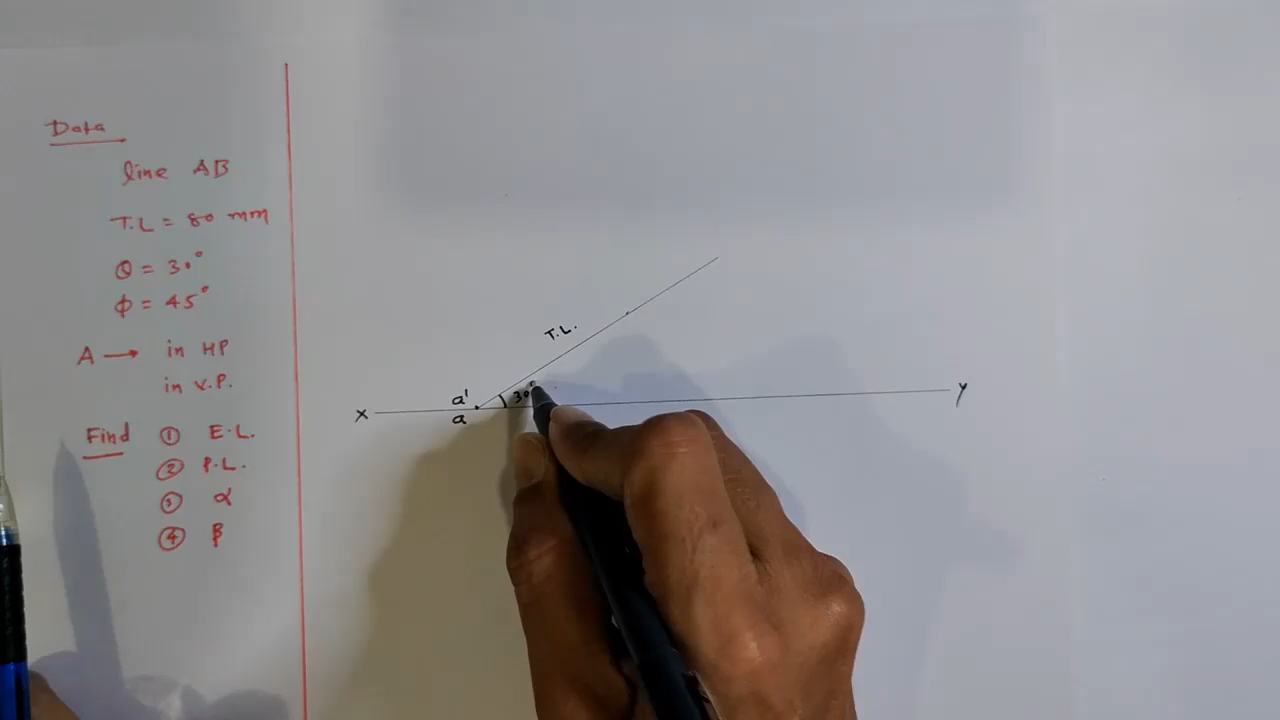 Data
line AB
T.L = 80 mm
θ = 30°
ϕ = 45°
A → in HP
in V.P.
Find ① E.L.
② P.L.
③ α
④ β
T.L.
30°
a'
a
X
Y